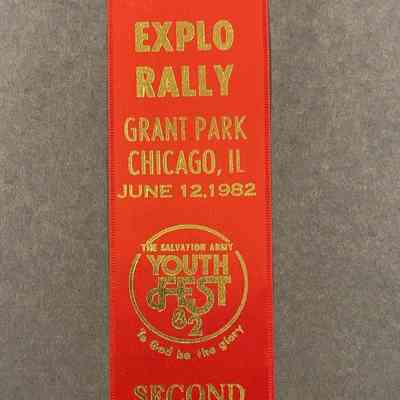 EXPLO
RALLY
GRANT PARK
CHICAGO, IL
JUNE 12, 1982
THE SALVATION ARMY
YOUTH
FEST
82
To God be the glory
SECOND